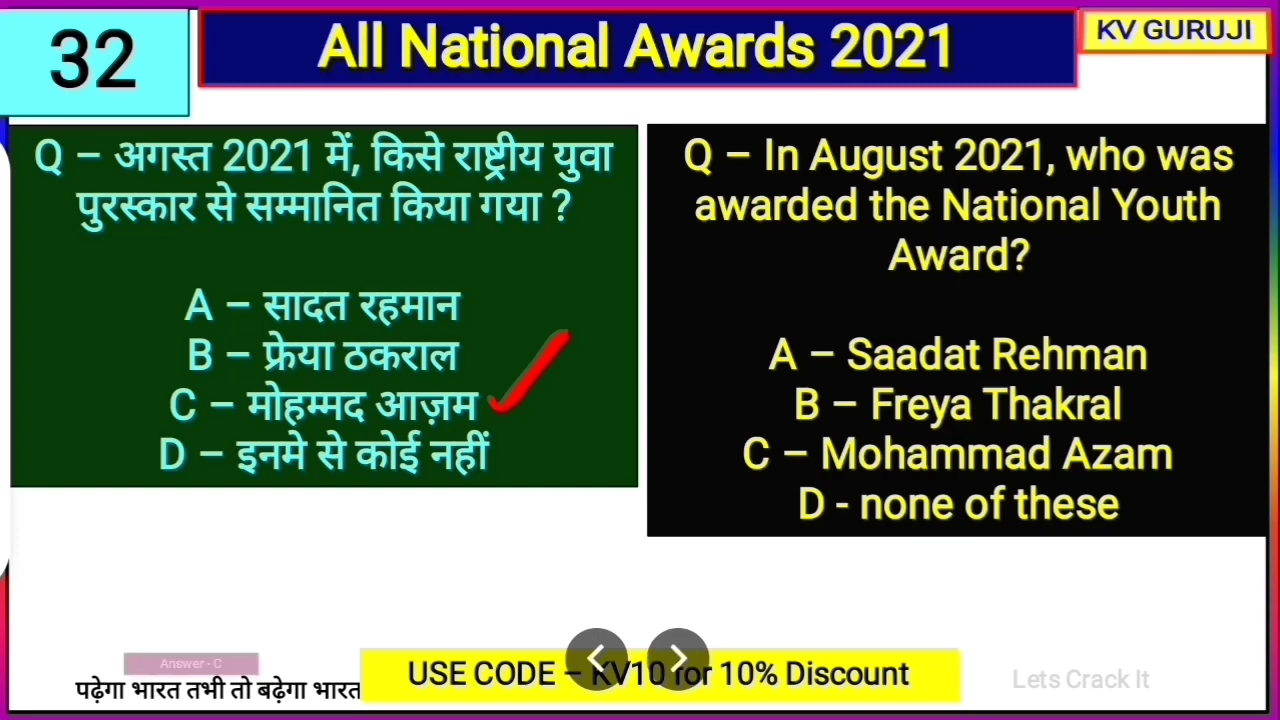 32
All National Awards 2021
KV GURUJI
Q – अगस्त 2021 में, किसे राष्ट्रीय युवा
पुरस्कार से सम्मानित किया गया ?
A – सादत रहमान
B – फ्रेया ठकराल
C – मोहम्मद आज़म
D – इनमे से कोई नहीं
Q – In August 2021, who was
awarded the National Youth
Award?
A – Saadat Rehman
B – Freya Thakral
C – Mohammad Azam
D - none of these
Answer - C
पढ़ेगा भारत तभी तो बढ़ेगा भारत
USE CODE – KV10 for 10% Discount
Lets Crack It